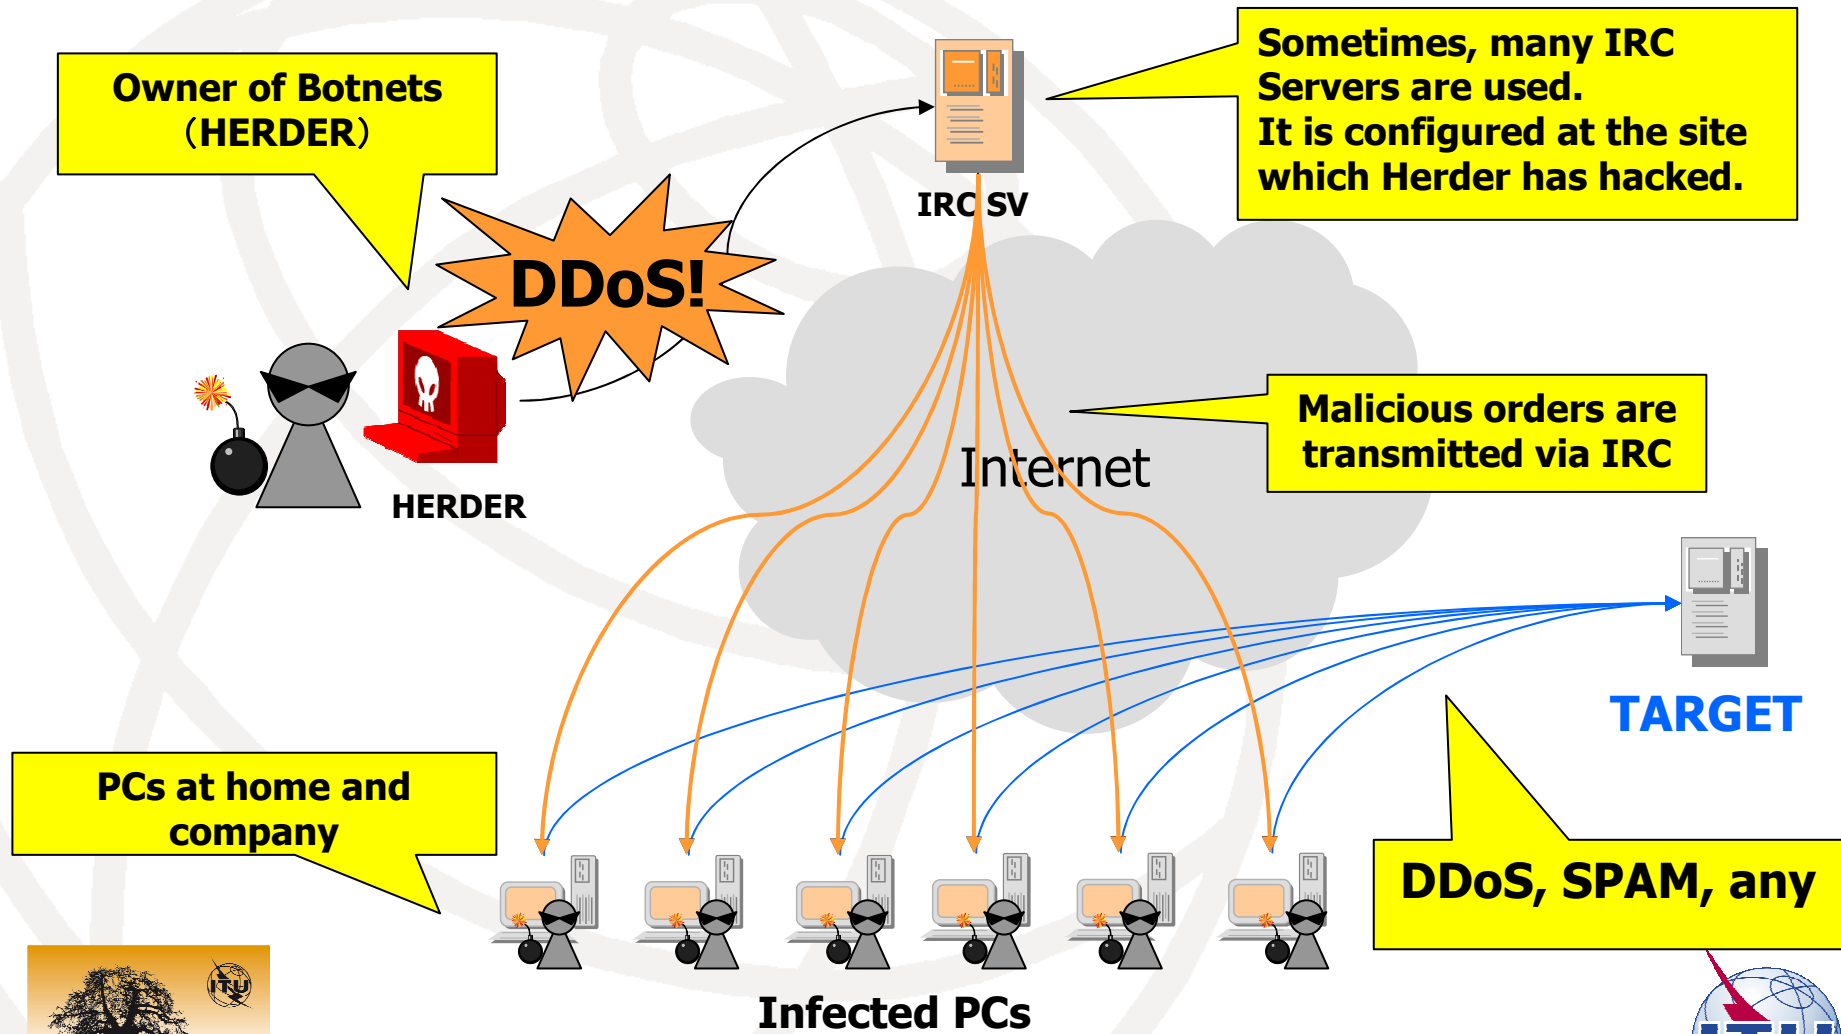 Owner of Botnets
（HERDER）
Sometimes, many IRC
Servers are used.
It is configured at the site
which Herder has hacked.
IRC SV
DDoS!
Malicious orders are
transmitted via IRC
Internet
HERDER
TARGET
PCs at home and
company
DDoS, SPAM, any
Infected PCs
ITU
ITU